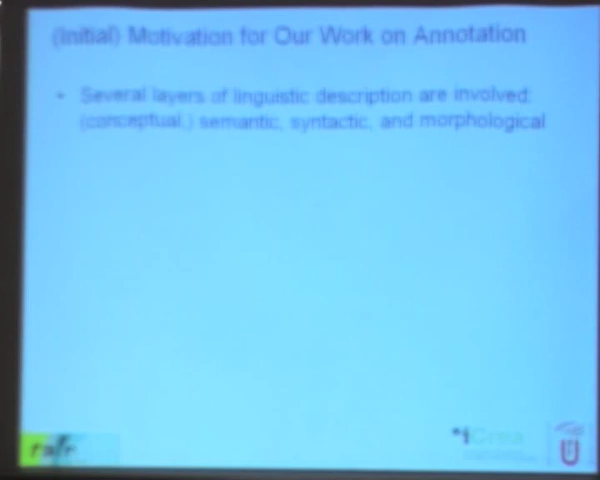 (Initial) Motivation for Our Work on Annotation
- Several layers of linguistic description are involved:
(conceptual,) semantic, syntactic, and morphological